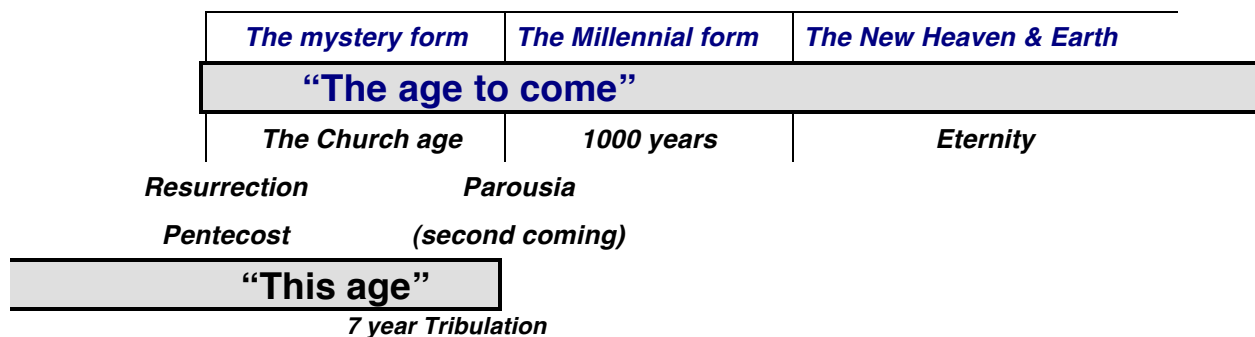 The mystery form The Millennial form The New Heaven & Earth
“The age to come”
The Church age 1000 years Eternity
Resurrection Parousia
Pentecost (second coming)
“This age”
7 year Tribulation